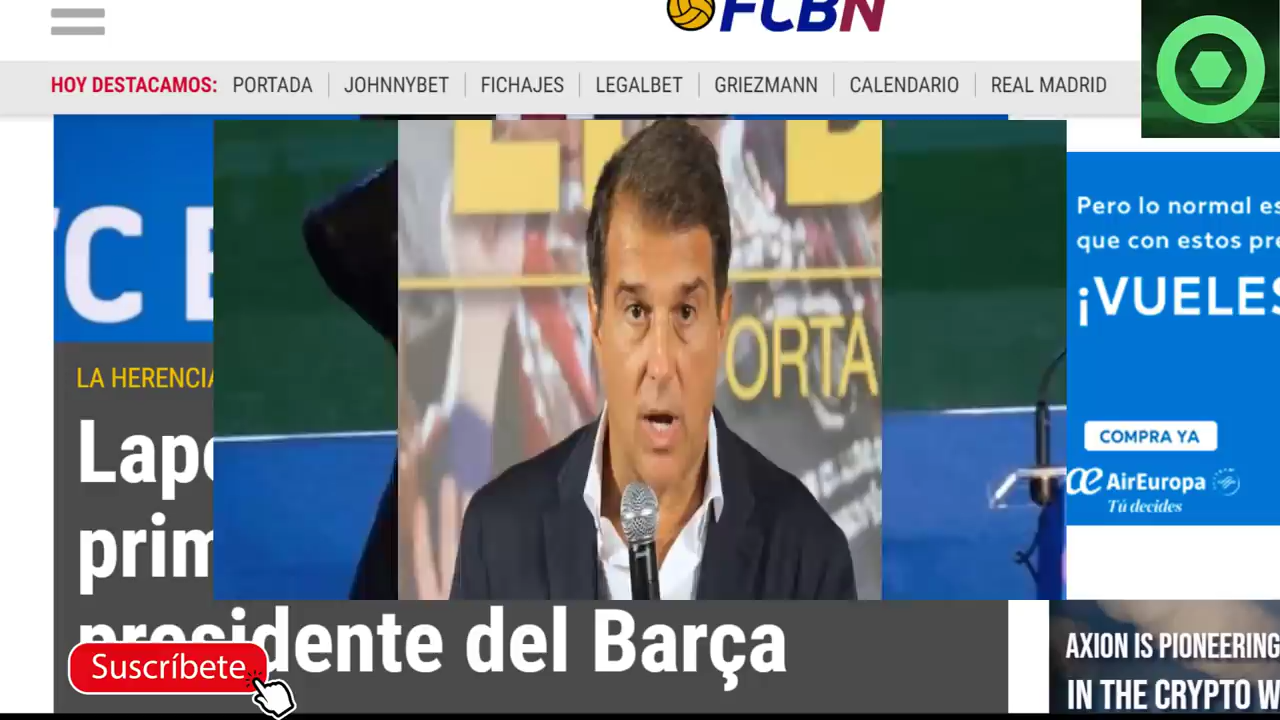 FCBN
HOY DESTACAMOS: PORTADA JOHNNYBET FICHAJES LEGALBET GRIEZMANN CALENDARIO REAL MADRID
Pero lo normal es
que con estos pre
¡VUELES
COMPRA YA
AirEuropa
Tú decides
ORTA
LA HERENCIA
Lapo
prim
presidente del Barça
Suscríbete
AXION IS PIONEERING
IN THE CRYPTO W